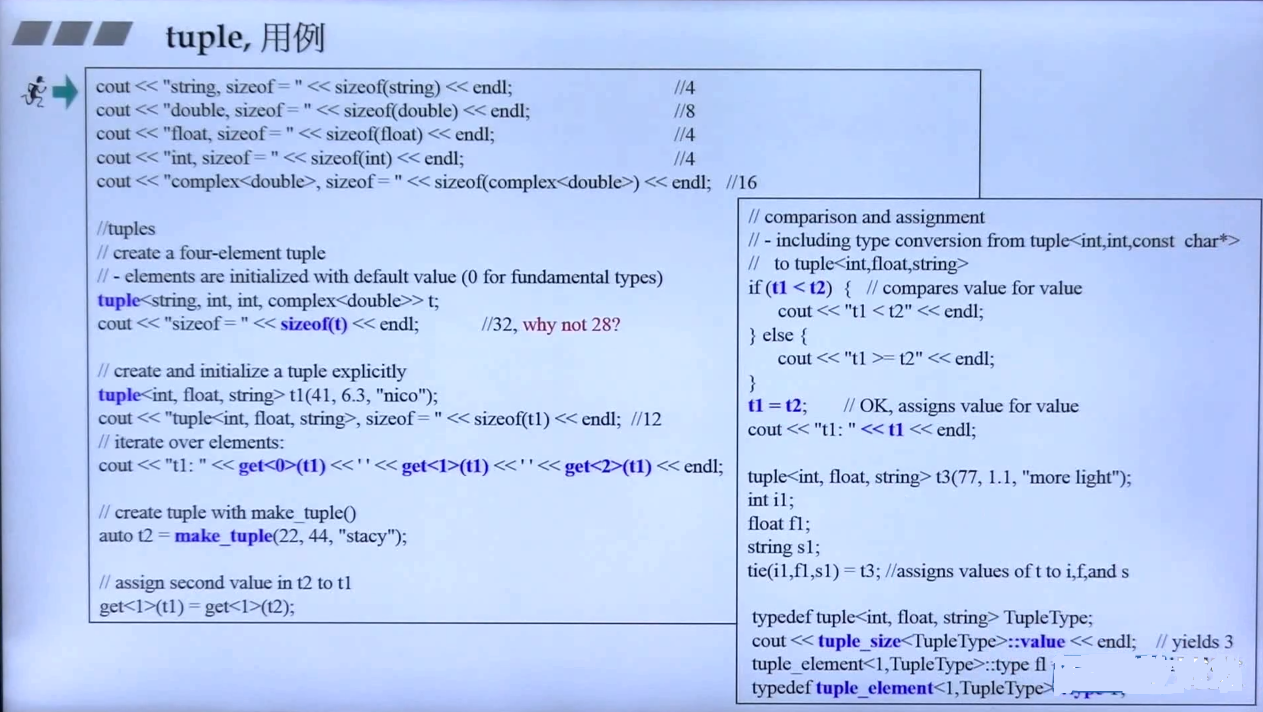 tuple, 用例
cout << "string, sizeof = " << sizeof(string) << endl; //4
cout << "double, sizeof = " << sizeof(double) << endl; //8
cout << "float, sizeof = " << sizeof(float) << endl; //4
cout << "int, sizeof = " << sizeof(int) << endl; //4
cout << "complex<double>, sizeof = " << sizeof(complex<double>) << endl; //16
//tuples
// create a four-element tuple
// - elements are initialized with default value (0 for fundamental types)
tuple<string, int, int, complex<double>> t;
cout << "sizeof = " << sizeof(t) << endl; //32, why not 28?
// create and initialize a tuple explicitly
tuple<int, float, string> t1(41, 6.3, "nico");
cout << "tuple<int, float, string>, sizeof = " << sizeof(t1) << endl; //12
// iterate over elements:
cout << "t1: " << get<0>(t1) << ' ' << get<1>(t1) << ' ' << get<2>(t1) << endl;
// create tuple with make_tuple()
auto t2 = make_tuple(22, 44, "stacy");
// assign second value in t2 to t1
get<1>(t1) = get<1>(t2);
// comparison and assignment
// - including type conversion from tuple<int,int,const char*>
// to tuple<int,float,string>
if (t1 < t2) { // compares value for value
cout << "t1 < t2" << endl;
} else {
cout << "t1 >= t2" << endl;
}
t1 = t2; // OK, assigns value for value
cout << "t1: " << t1 << endl;
tuple<int, float, string> t3(77, 1.1, "more light");
int i1;
float f1;
string s1;
tie(i1,f1,s1) = t3; //assigns values of t to i,f,and s
typedef tuple<int, float, string> TupleType;
cout << tuple_size<TupleType>::value << endl; // yields 3
tuple_element<1,TupleType>::type fl
typedef tuple_element<1,TupleType>